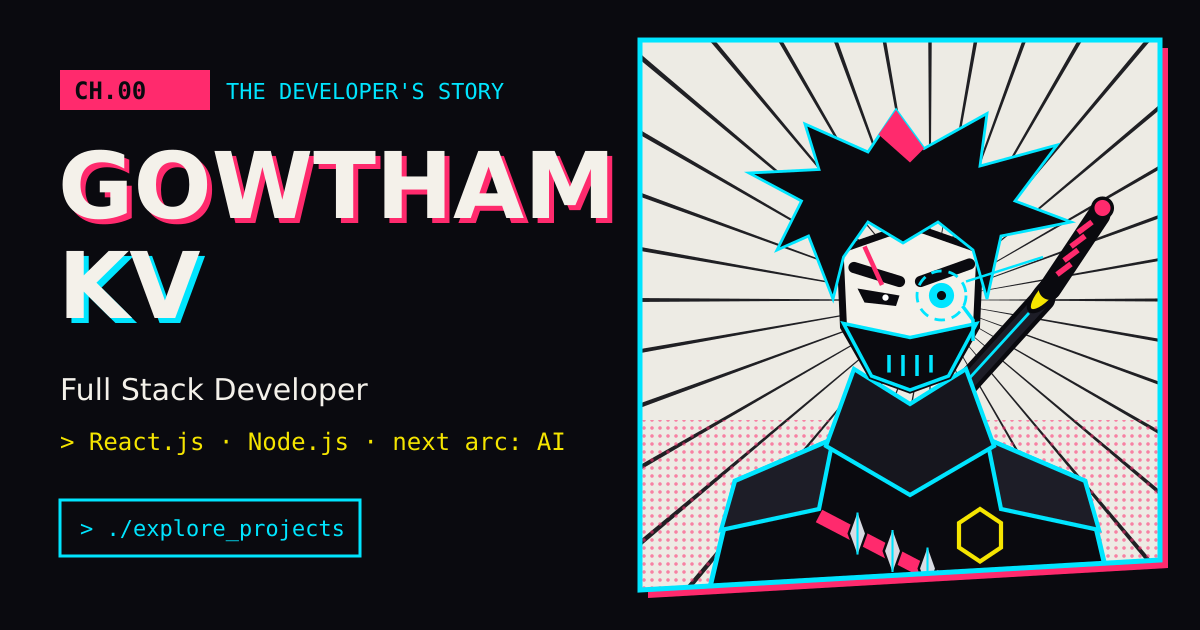 CH.00 THE DEVELOPER'S STORY
GOWTHAM
KV
Full Stack Developer
> React.js · Node.js · next arc: AI
> ./explore_projects